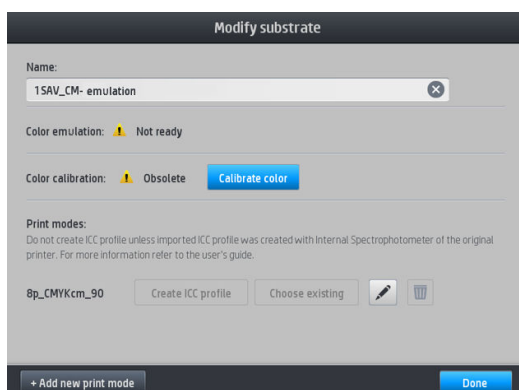 Modify substrate
Name:
1SAV_CM- emulation
Color emulation: Not ready
Color calibration: Obsolete Calibrate color
Print modes:
Do not create ICC profile unless imported ICC profile was created with Internal Spectrophotometer of the original
printer. For more information refer to the user's guide.
8p_CMYKcm_90 Create ICC profile Choose existing
+ Add new print mode Done